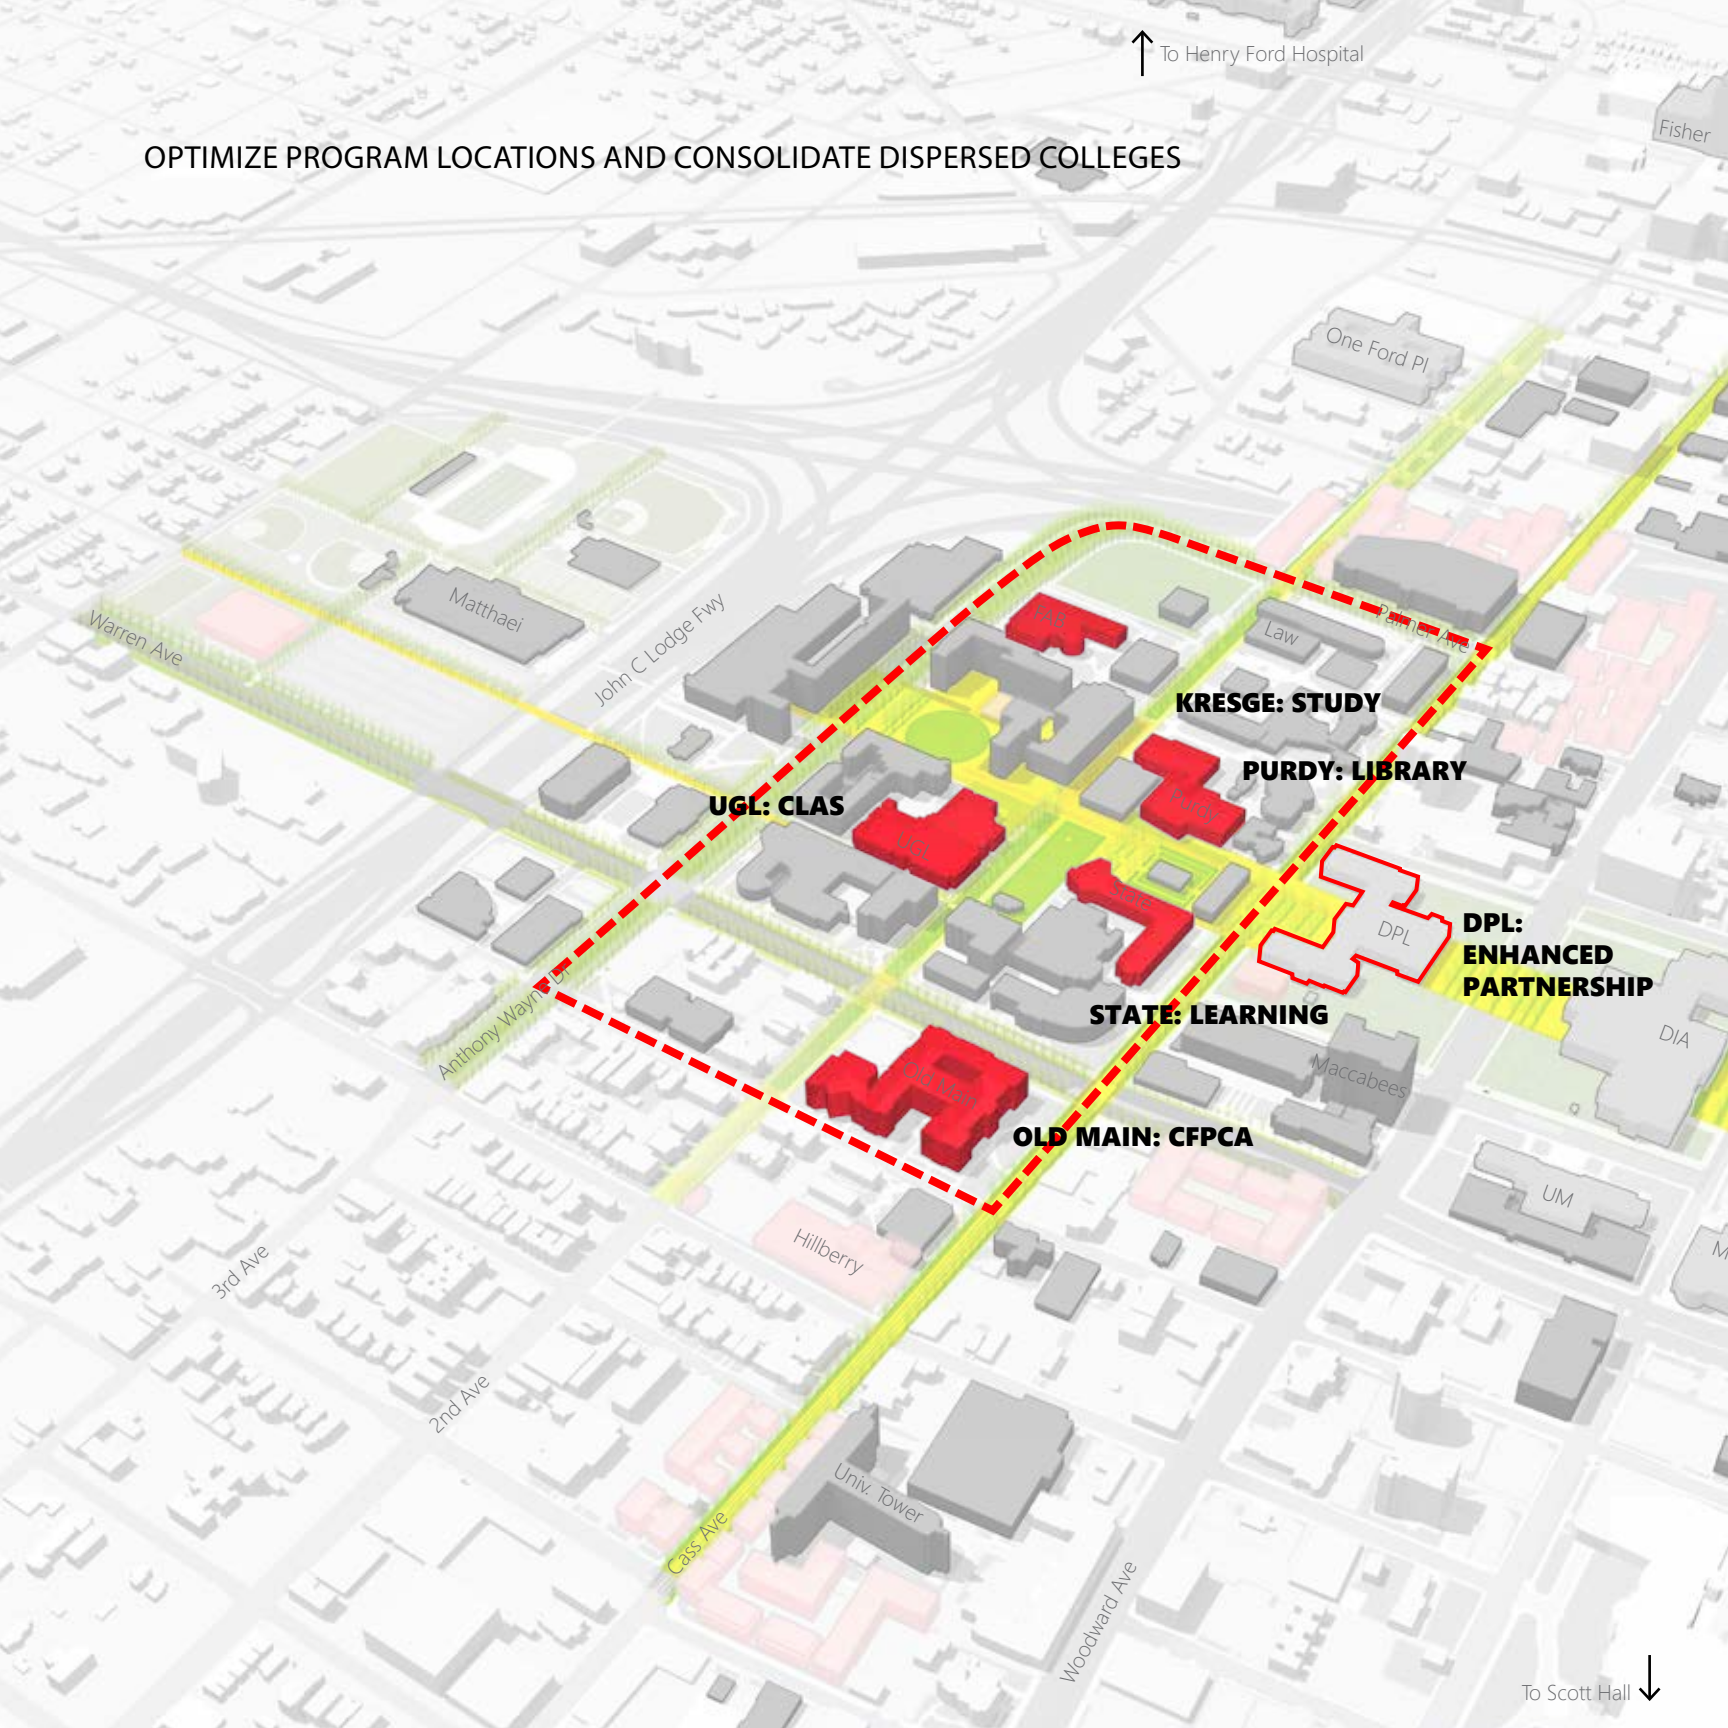 To Henry Ford Hospital
Fisher
OPTIMIZE PROGRAM LOCATIONS AND CONSOLIDATE DISPERSED COLLEGES
One Ford Pl
Matthaei
Warren Ave
John C Lodge Fwy
FAB
Law
Palmer Ave
KRESGE: STUDY
PURDY: LIBRARY
Purdy
UGL: CLAS
UGL
State
DPL
DPL:
ENHANCED
PARTNERSHIP
STATE: LEARNING
Anthony Wayne Dr
DIA
Maccabees
Old Main
OLD MAIN: CFPCA
UM
Hillberry
M
3rd Ave
2nd Ave
Univ. Tower
Cass Ave
Woodward Ave
To Scott Hall